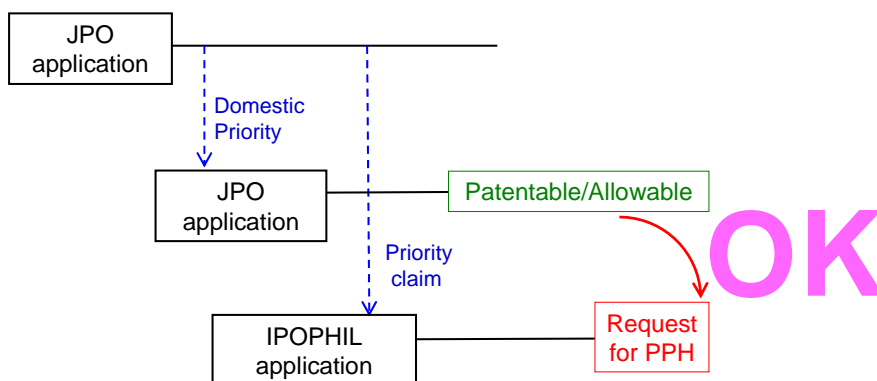 JPO
application
Domestic
Priority
JPO
application
Patentable/Allowable
OK
Priority
claim
IPOPHIL
application
Request
for PPH